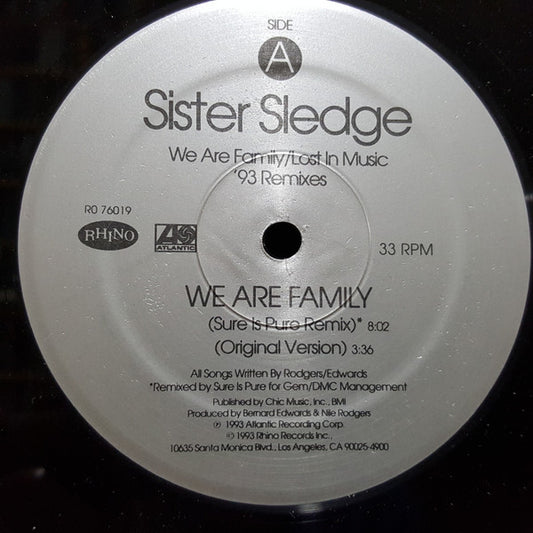 SIDE
A
Sister Sledge
We Are Family/Lost In Music
'93 Remixes
R0 76019
RHINO
ATLANTIC
33 RPM
WE ARE FAMILY
(Sure Is Pure Remix)* 8:02
(Original Version) 3:36
All Songs Written By Rodgers/Edwards
*Remixed by Sure Is Pure for Gem/DMC Management
Published by Chic Music, Inc., BMI
Produced by Bernard Edwards & Nile Rodgers
℗ 1993 Atlantic Recording Corp.
© 1993 Rhino Records Inc.,
10635 Santa Monica Blvd., Los Angeles, CA 90025-4900